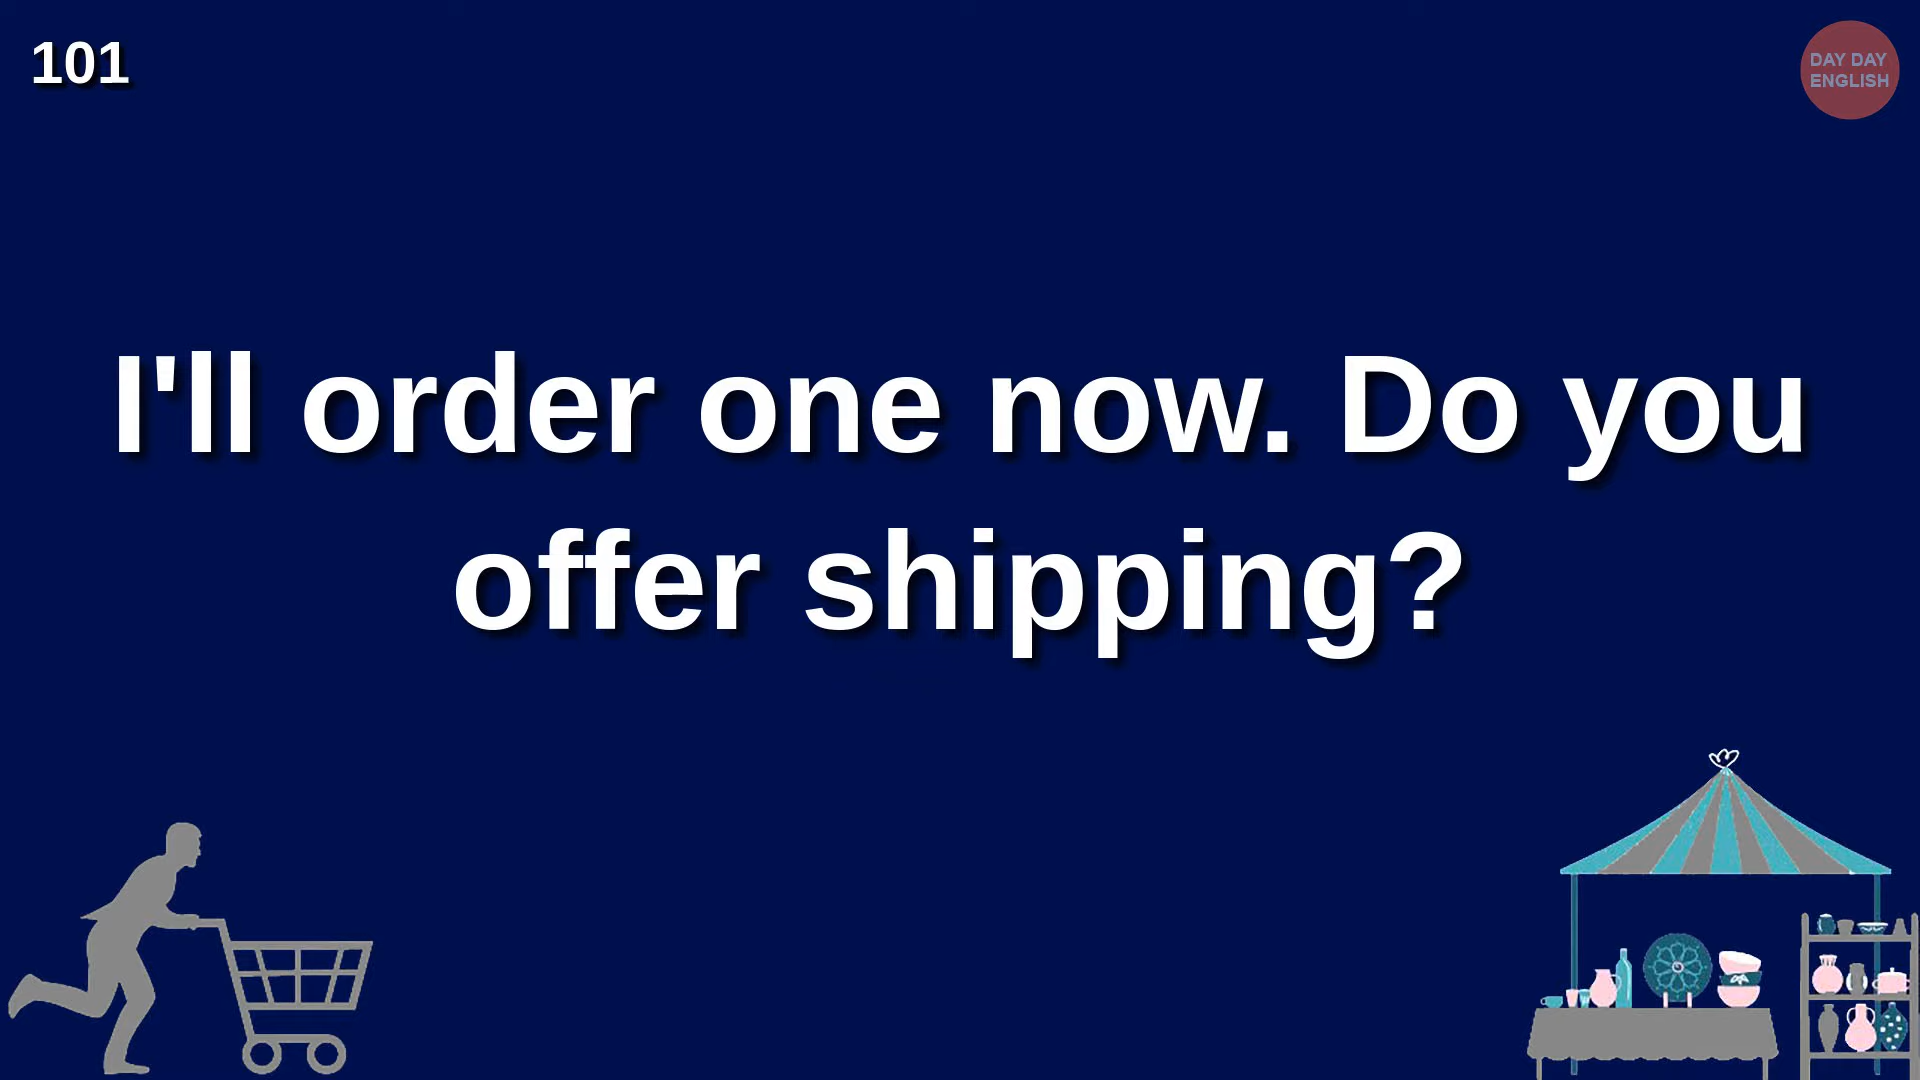 101
DAY DAY
ENGLISH
I'll order one now. Do you
offer shipping?